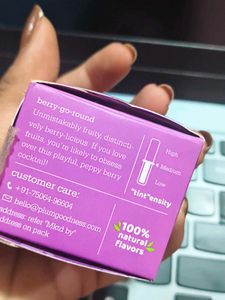 berry-go-round
Unmistakably fruity, distincti-
vely berry-licious. If you love
fruits, you're likely to obsess
over this playful, peppy berry
cocktail!
High
Medium
Low
"tint"ensity
customer care:
+91-75064-96004
hello@plumgoodness.com
address: refer "Mktd by"
address on pack
100%
natural
flavors